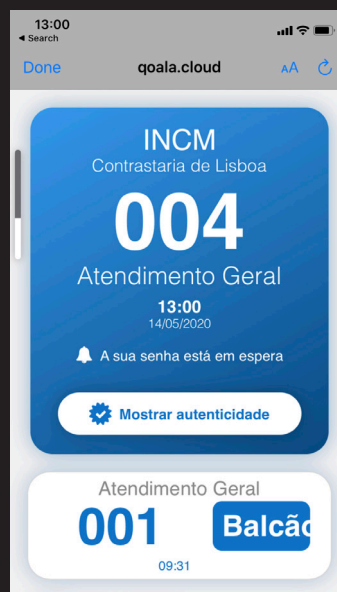 13:00
Search
Done
qoala.cloud
AA
INCM
Contrastaria de Lisboa
004
Atendimento Geral
13:00
14/05/2020
A sua senha está em espera
Mostrar autenticidade
Atendimento Geral
001
Balcão
09:31